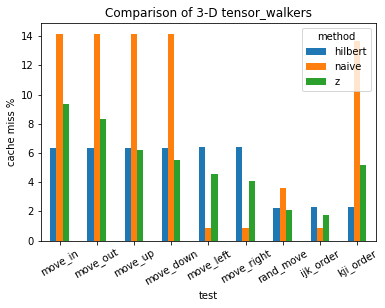 Comparison of 3-D tensor_walkers
method
hilbert
naive
z
cache miss %
14
12
10
8
6
4
2
0
move_in
move_out
move_up
move_down
move_left
move_right
rand_move
ijk_order
kji_order
test